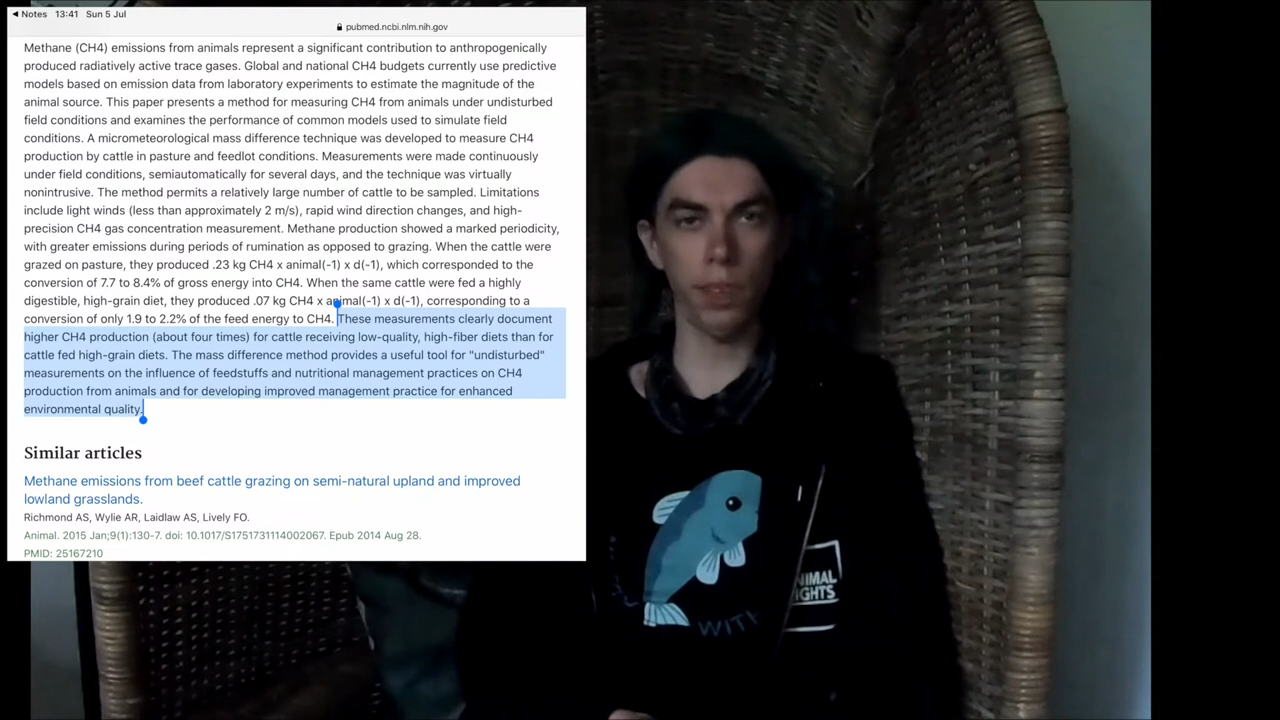 Notes 13:41 Sun 5 Jul
pubmed.ncbi.nlm.nih.gov
Methane (CH4) emissions from animals represent a significant contribution to anthropogenically
produced radiatively active trace gases. Global and national CH4 budgets currently use predictive
models based on emission data from laboratory experiments to estimate the magnitude of the
animal source. This paper presents a method for measuring CH4 from animals under undisturbed
field conditions and examines the performance of common models used to simulate field
conditions. A micrometeorological mass difference technique was developed to measure CH4
production by cattle in pasture and feedlot conditions. Measurements were made continuously
under field conditions, semiautomatically for several days, and the technique was virtually
nonintrusive. The method permits a relatively large number of cattle to be sampled. Limitations
include light winds (less than approximately 2 m/s), rapid wind direction changes, and high-
precision CH4 gas concentration measurement. Methane production showed a marked periodicity,
with greater emissions during periods of rumination as opposed to grazing. When the cattle were
grazed on pasture, they produced .23 kg CH4 x animal(-1) x d(-1), which corresponded to the
conversion of 7.7 to 8.4% of gross energy into CH4. When the same cattle were fed a highly
digestible, high-grain diet, they produced .07 kg CH4 x animal(-1) x d(-1), corresponding to a
conversion of only 1.9 to 2.2% of the feed energy to CH4. These measurements clearly document
higher CH4 production (about four times) for cattle receiving low-quality, high-fiber diets than for
cattle fed high-grain diets. The mass difference method provides a useful tool for "undisturbed"
measurements on the influence of feedstuffs and nutritional management practices on CH4
production from animals and for developing improved management practice for enhanced
environmental quality.
Similar articles
Methane emissions from beef cattle grazing on semi-natural upland and improved
lowland grasslands.
Richmond AS, Wylie AR, Laidlaw AS, Lively FO.
Animal. 2015 Jan;9(1):130-7. doi: 10.1017/S1751731114002067. Epub 2014 Aug 28.
PMID: 25167210
WITH
NIMAL
IGHTS